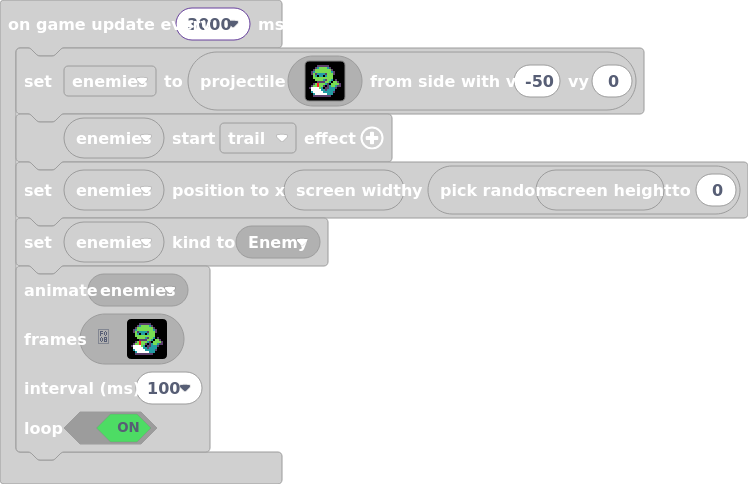 on game update every 3000 ms
set enemies to projectile from side with v -50 vy 0
enemies start trail effect
set enemies position to x screen width y pick random screen height to 0
set enemies kind to Enemy
animate enemies
frames
interval (ms) 100
loop ON